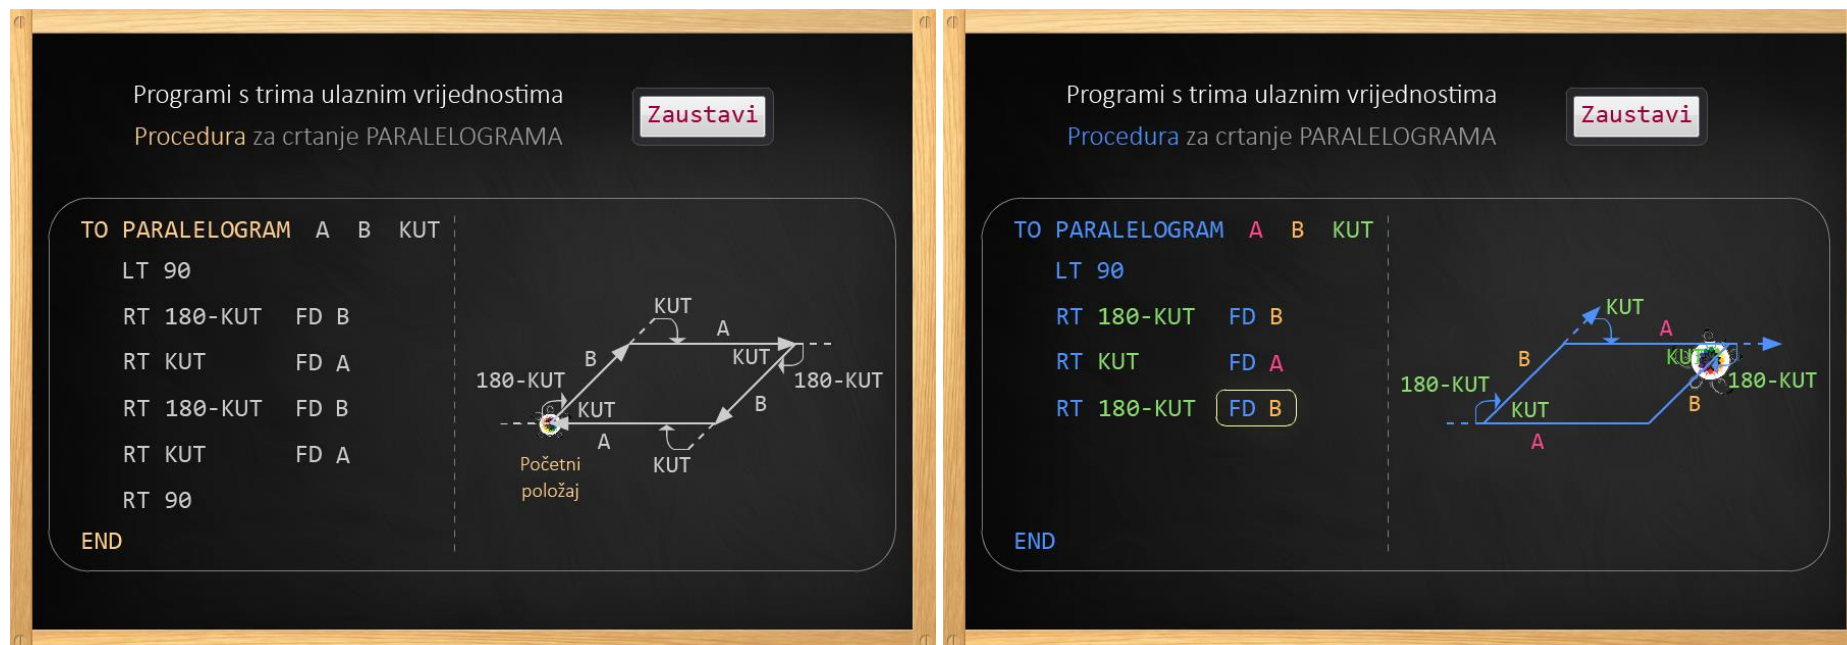 Programi s trima ulaznim vrijednostima
Procedura za crtanje PARALELOGRAMA
Zaustavi
TO PARALELOGRAM A B KUT
LT 90
RT 180-KUT FD B
RT KUT FD A
RT 180-KUT FD B
RT KUT FD A
RT 90
END
KUT
A
B
KUT
180-KUT
180-KUT
KUT
B
A
KUT
Početni
položaj
Programi s trima ulaznim vrijednostima
Procedura za crtanje PARALELOGRAMA
Zaustavi
TO PARALELOGRAM A B KUT
LT 90
RT 180-KUT FD B
RT KUT FD A
RT 180-KUT FD B
END
KUT
A
B
KUT
180-KUT
180-KUT
KUT
B
A